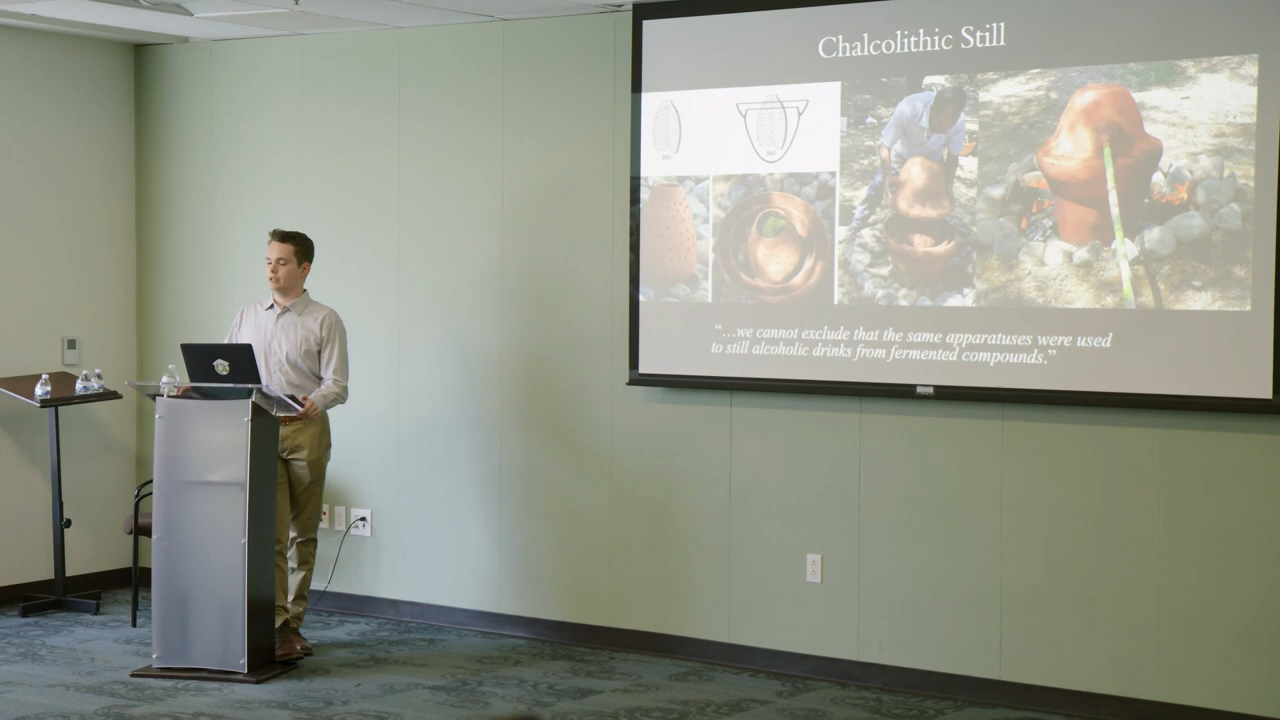 Chalcolithic Still
“…we cannot exclude that the same apparatuses were used
to still alcoholic drinks from fermented compounds.”